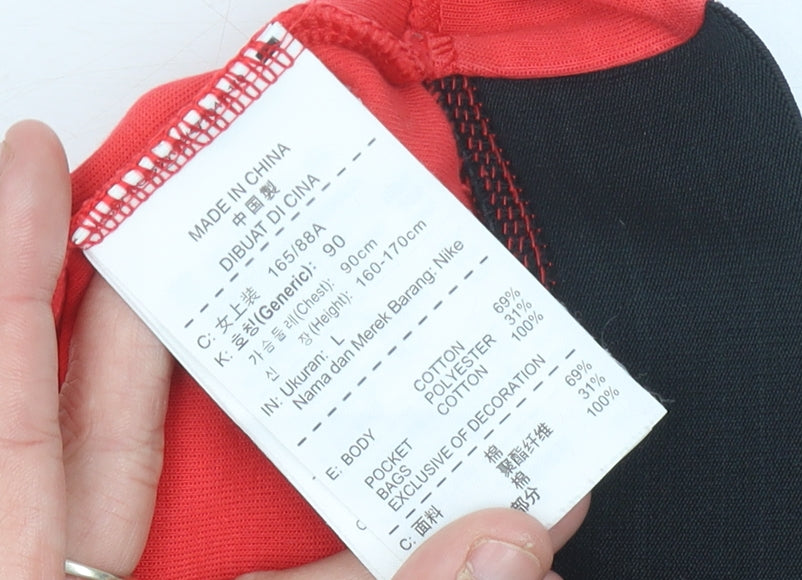 MADE IN CHINA
中国製
DIBUAT DI CINA
C: 女上装 165/88A
K: 호칭(Generic): 90
가슴둘레(Chest): 90cm
신 장(Height): 160-170cm
IN: Ukuran: L
Nama dan Merek Barang: Nike
E: BODY COTTON 69%
POLYESTER 31%
POCKET BAGS COTTON 100%
EXCLUSIVE OF DECORATION
C: 面料 棉 69%
聚酯纤维 31%
棉 100%
部分